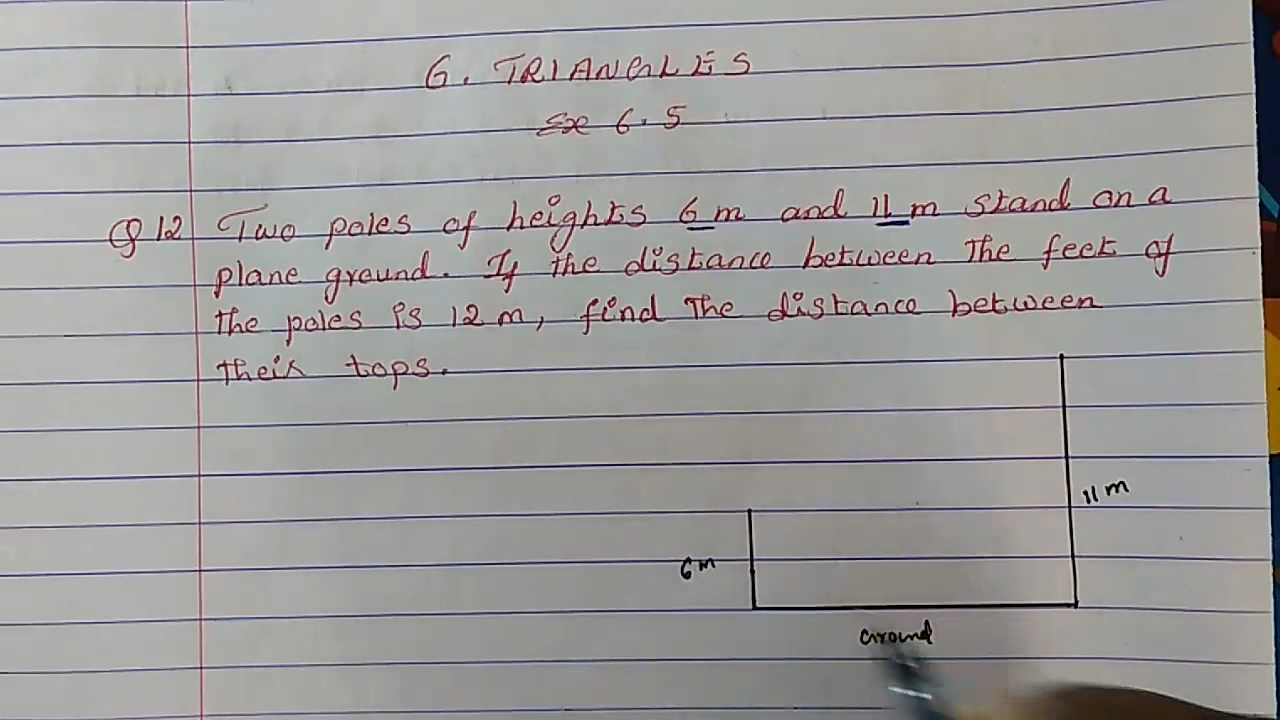 6. TRIANGLES
Ex 6.5
Q12 Two poles of heights 6 m and 11 m stand on a
plane ground. If the distance between The feet of
the poles is 12 m, find The distance between
their tops.
11 m
6 m
Ground